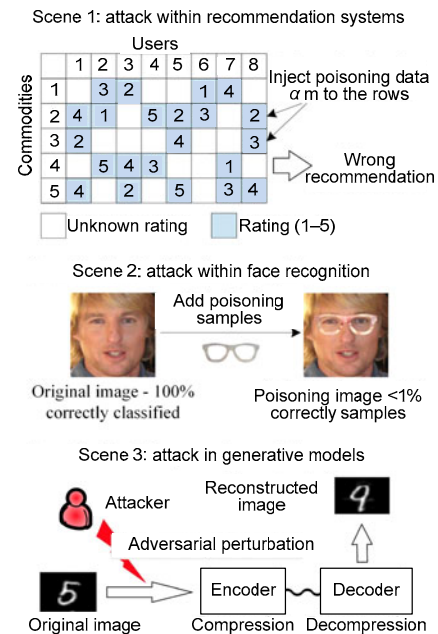 Scene 1: attack within recommendation systems
Users
Commodities
1 2 3 4 5 6 7 8
1 3 2 1 4
2 4 1 5 2 3 2
3 2 4 3
4 5 4 3 1
5 4 2 5 3 4
Inject poisoning data
αm to the rows
Wrong
recommendation
Unknown rating
Rating (1–5)
Scene 2: attack within face recognition
Add poisoning
samples
Original image - 100%
correctly classified
Poisoning image <1%
correctly samples
Scene 3: attack in generative models
Attacker
Reconstructed
image
9
Adversarial perturbation
5
Encoder
Decoder
Original image
Compression
Decompression